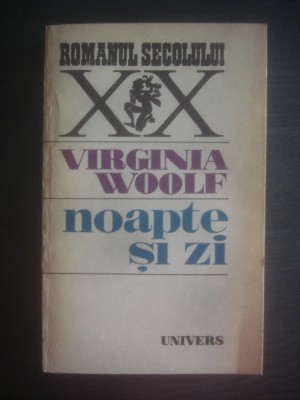 ROMANUL SECOLULUI
XX
VIRGINIA
WOOLF
noapte
și zi
UNIVERS